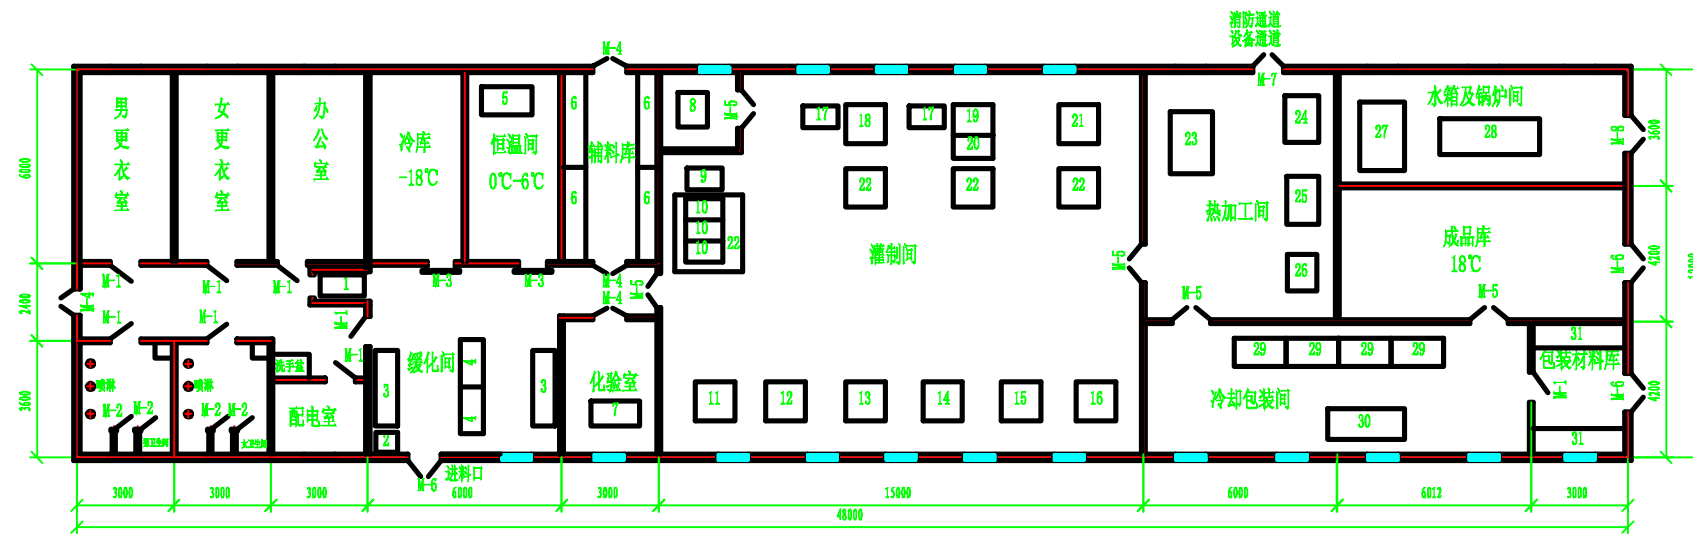 消防通道
设备通道
M-4
M-7
男更衣室
女更衣室
办公室
冷库
-18℃
5
恒温间
0℃-6℃
6
6
辅料库
6
6
8
M-5
17
18
17
19
20
21
23
24
水箱及锅炉间
27
28
M-8
3600
6000
9
10
10
10
22
22
22
22
灌制间
热加工间
25
26
成品库
18℃
M-5
M-6
4200
M-1
M-1
M-1
1
M-3
M-3
M-4
M-4
M-5
M-4
2400
M-1
M-1
M-1
M-5
M-5
喷淋
M-2
M-2
喷淋
M-2
M-2
洗手盆
M-1
配电室
缓化间
3
4
4
3
2
化验室
7
11
12
13
14
15
16
29
29
29
29
冷却包装间
30
31
包装材料库
M-1
31
M-6
4200
3600
M-6
进料口
3000
3000
3000
6000
3000
15000
6000
6012
3000
48000